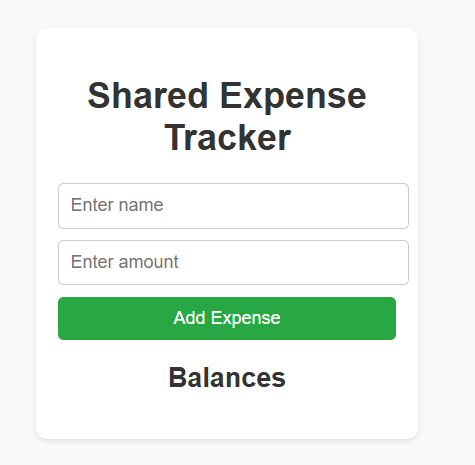 Shared Expense
Tracker
Enter name
Enter amount
Add Expense
Balances